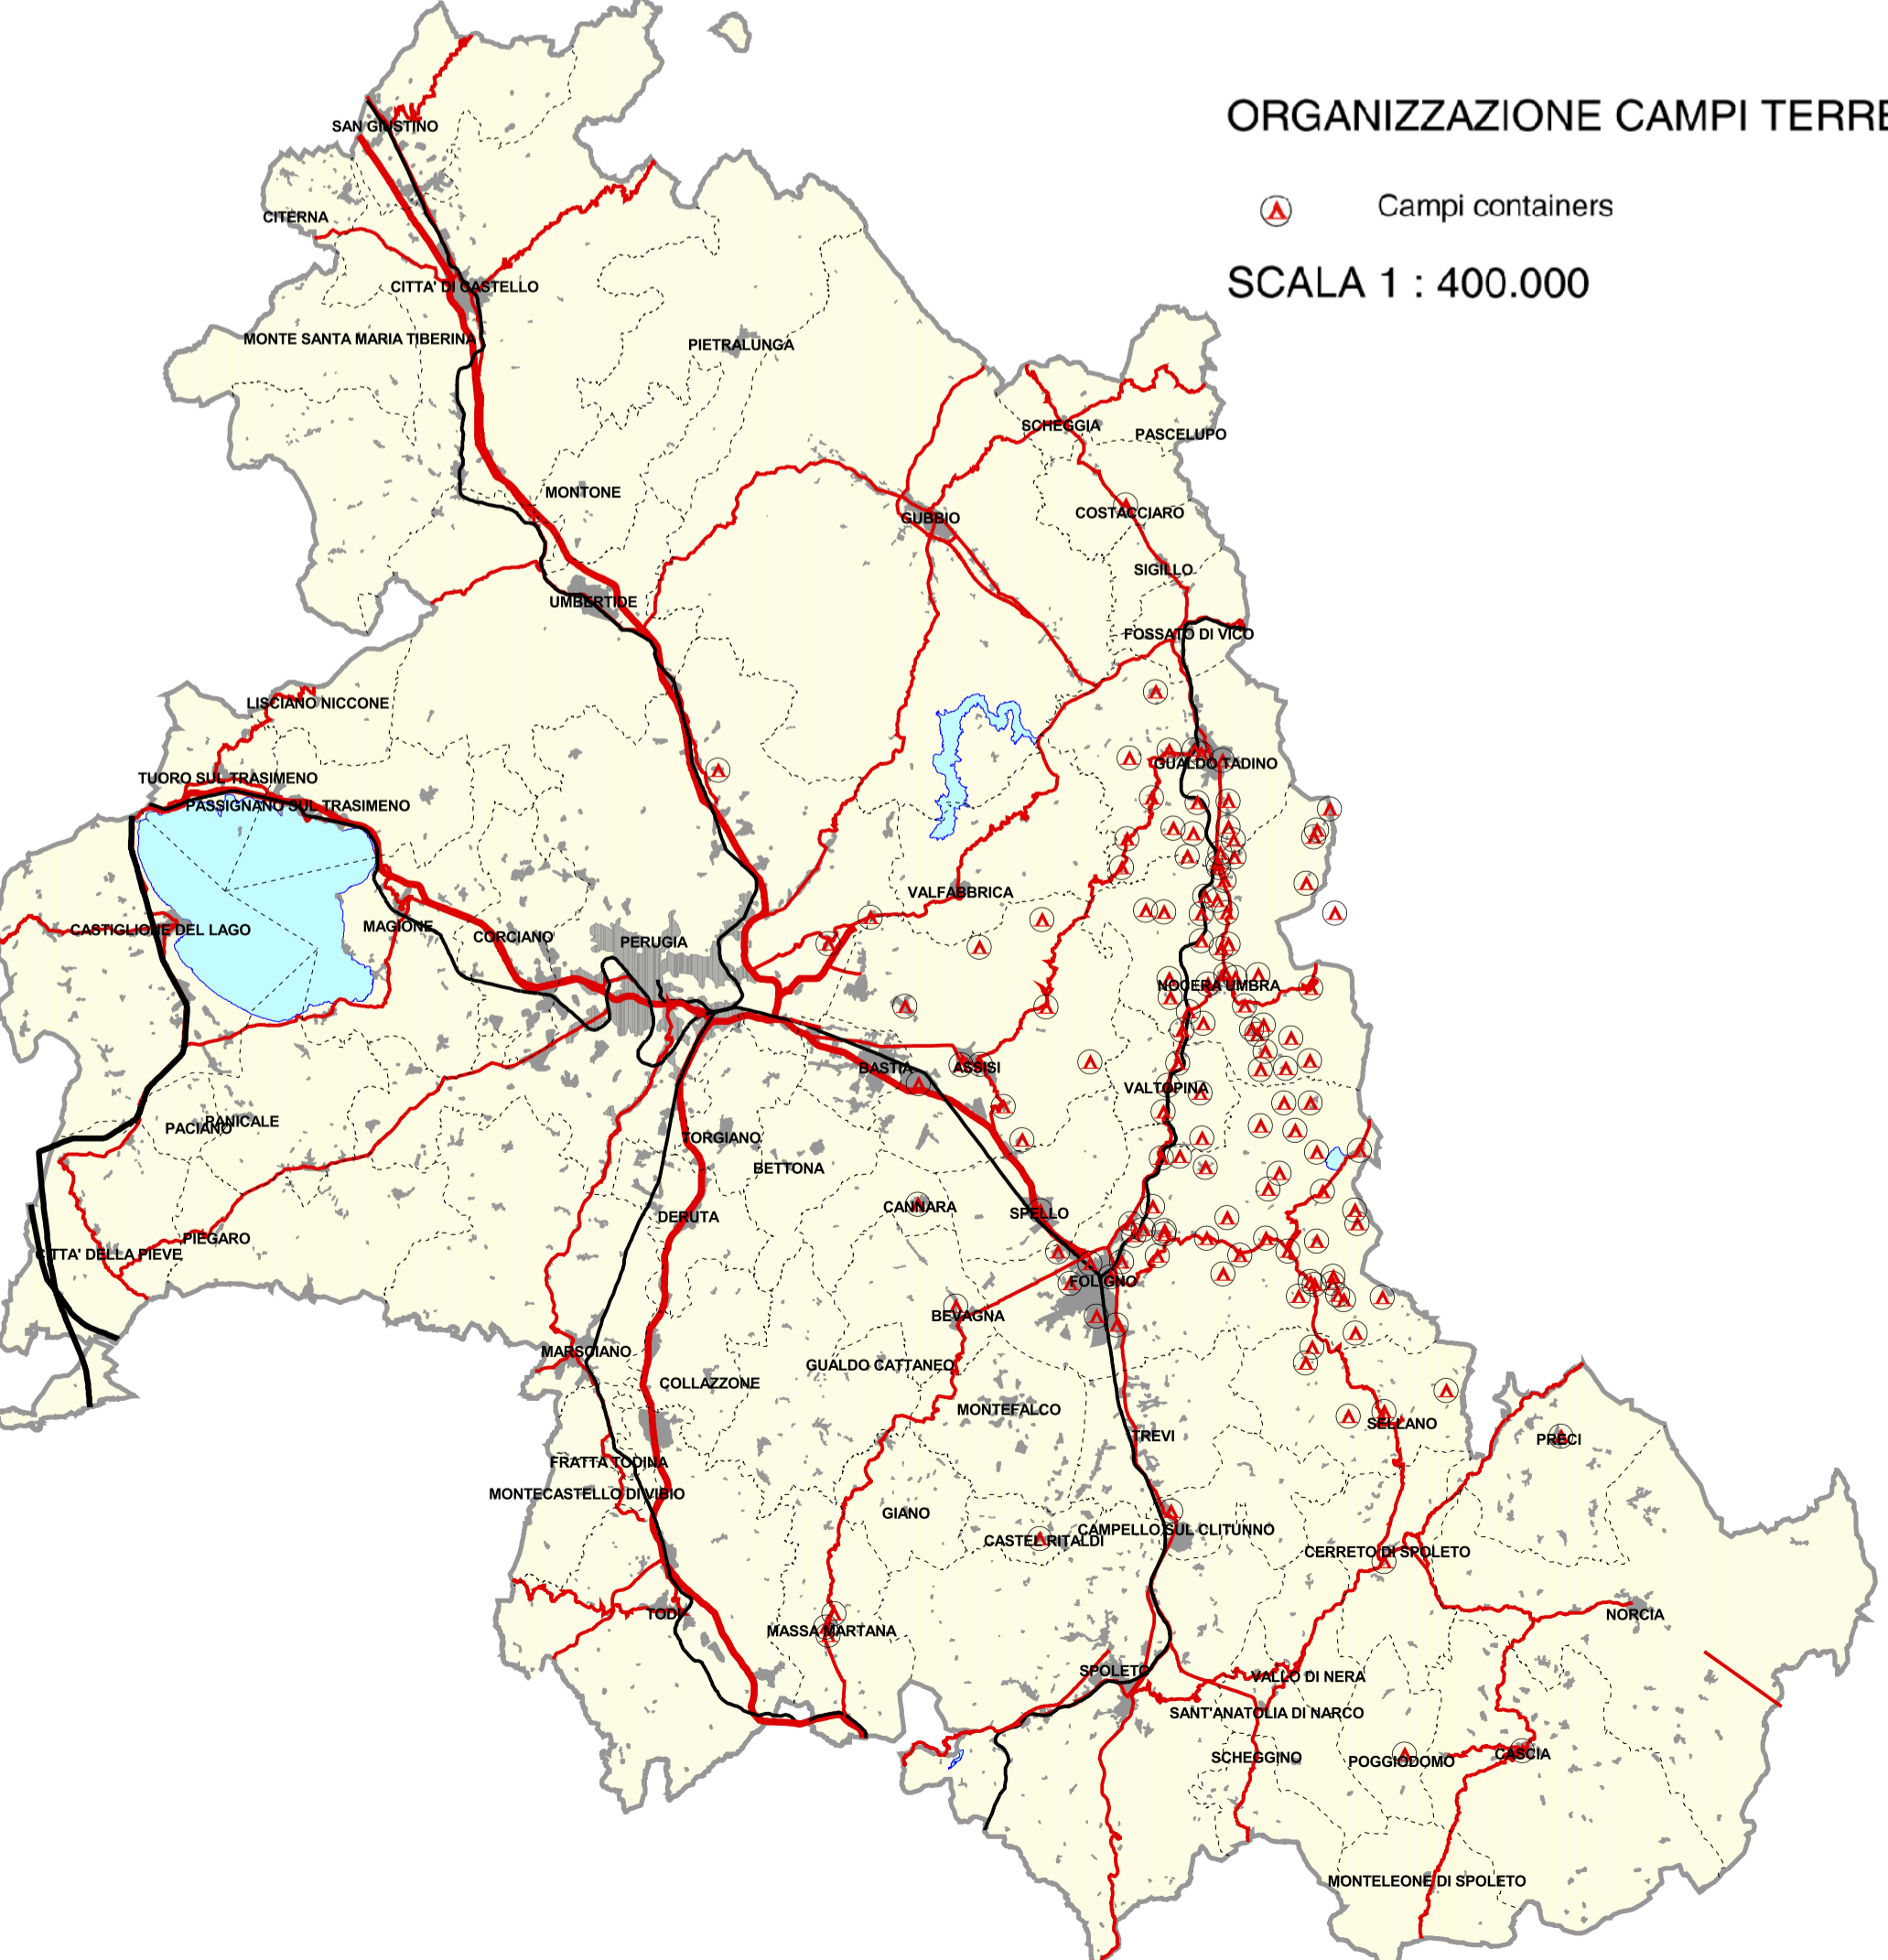 ORGANIZZAZIONE CAMPI TERRE
Campi containers
SCALA 1 : 400.000
SAN GIUSTINO
CITERNA
CITTA' DI CASTELLO
MONTE SANTA MARIA TIBERINA
PIETRALUNGA
SCHEGGIA
PASCELUPO
MONTONE
GUBBIO
COSTACCIARO
SIGILLO
UMBERTIDE
FOSSATO DI VICO
LISCIANO NICCONE
GUALDO TADINO
TUORO SUL TRASIMENO
PASSIGNANO SUL TRASIMENO
VALFABBRICA
CASTIGLIONE DEL LAGO
MAGIONE
CORCIANO
PERUGIA
NOCERA UMBRA
BASTIA
ASSISI
VALTOPINA
PACIANO
PANICALE
TORGIANO
BETTONA
CANNARA
SPELLO
DERUTA
PIEGARO
CITTA' DELLA PIEVE
FOLIGNO
BEVAGNA
MARSCIANO
GUALDO CATTANEO
COLLAZZONE
MONTEFALCO
SELLANO
TREVI
PRECI
FRATTA TODINA
MONTECASTELLO DI VIBIO
GIANO
CAMPELLO SUL CLITUNNO
CASTEL RITALDI
CERRETO DI SPOLETO
TODI
NORCIA
MASSA MARTANA
SPOLETO
VALLO DI NERA
SANT'ANATOLIA DI NARCO
SCHEGGINO
POGGIODOMO
CASCIA
MONTELEONE DI SPOLETO